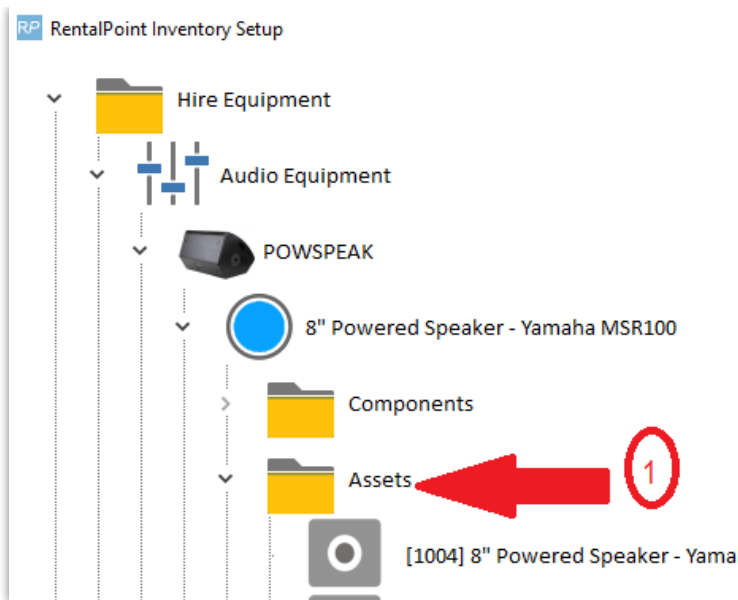 RP RentalPoint Inventory Setup
Hire Equipment
Audio Equipment
POWSPEAK
8" Powered Speaker - Yamaha MSR100
Components
Assets
1
[1004] 8" Powered Speaker - Yama